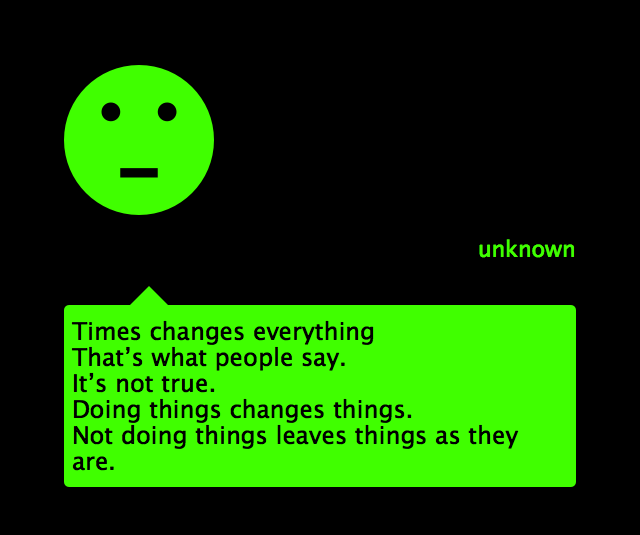 unknown
Times changes everything
That’s what people say.
It’s not true.
Doing things changes things.
Not doing things leaves things as they
are.